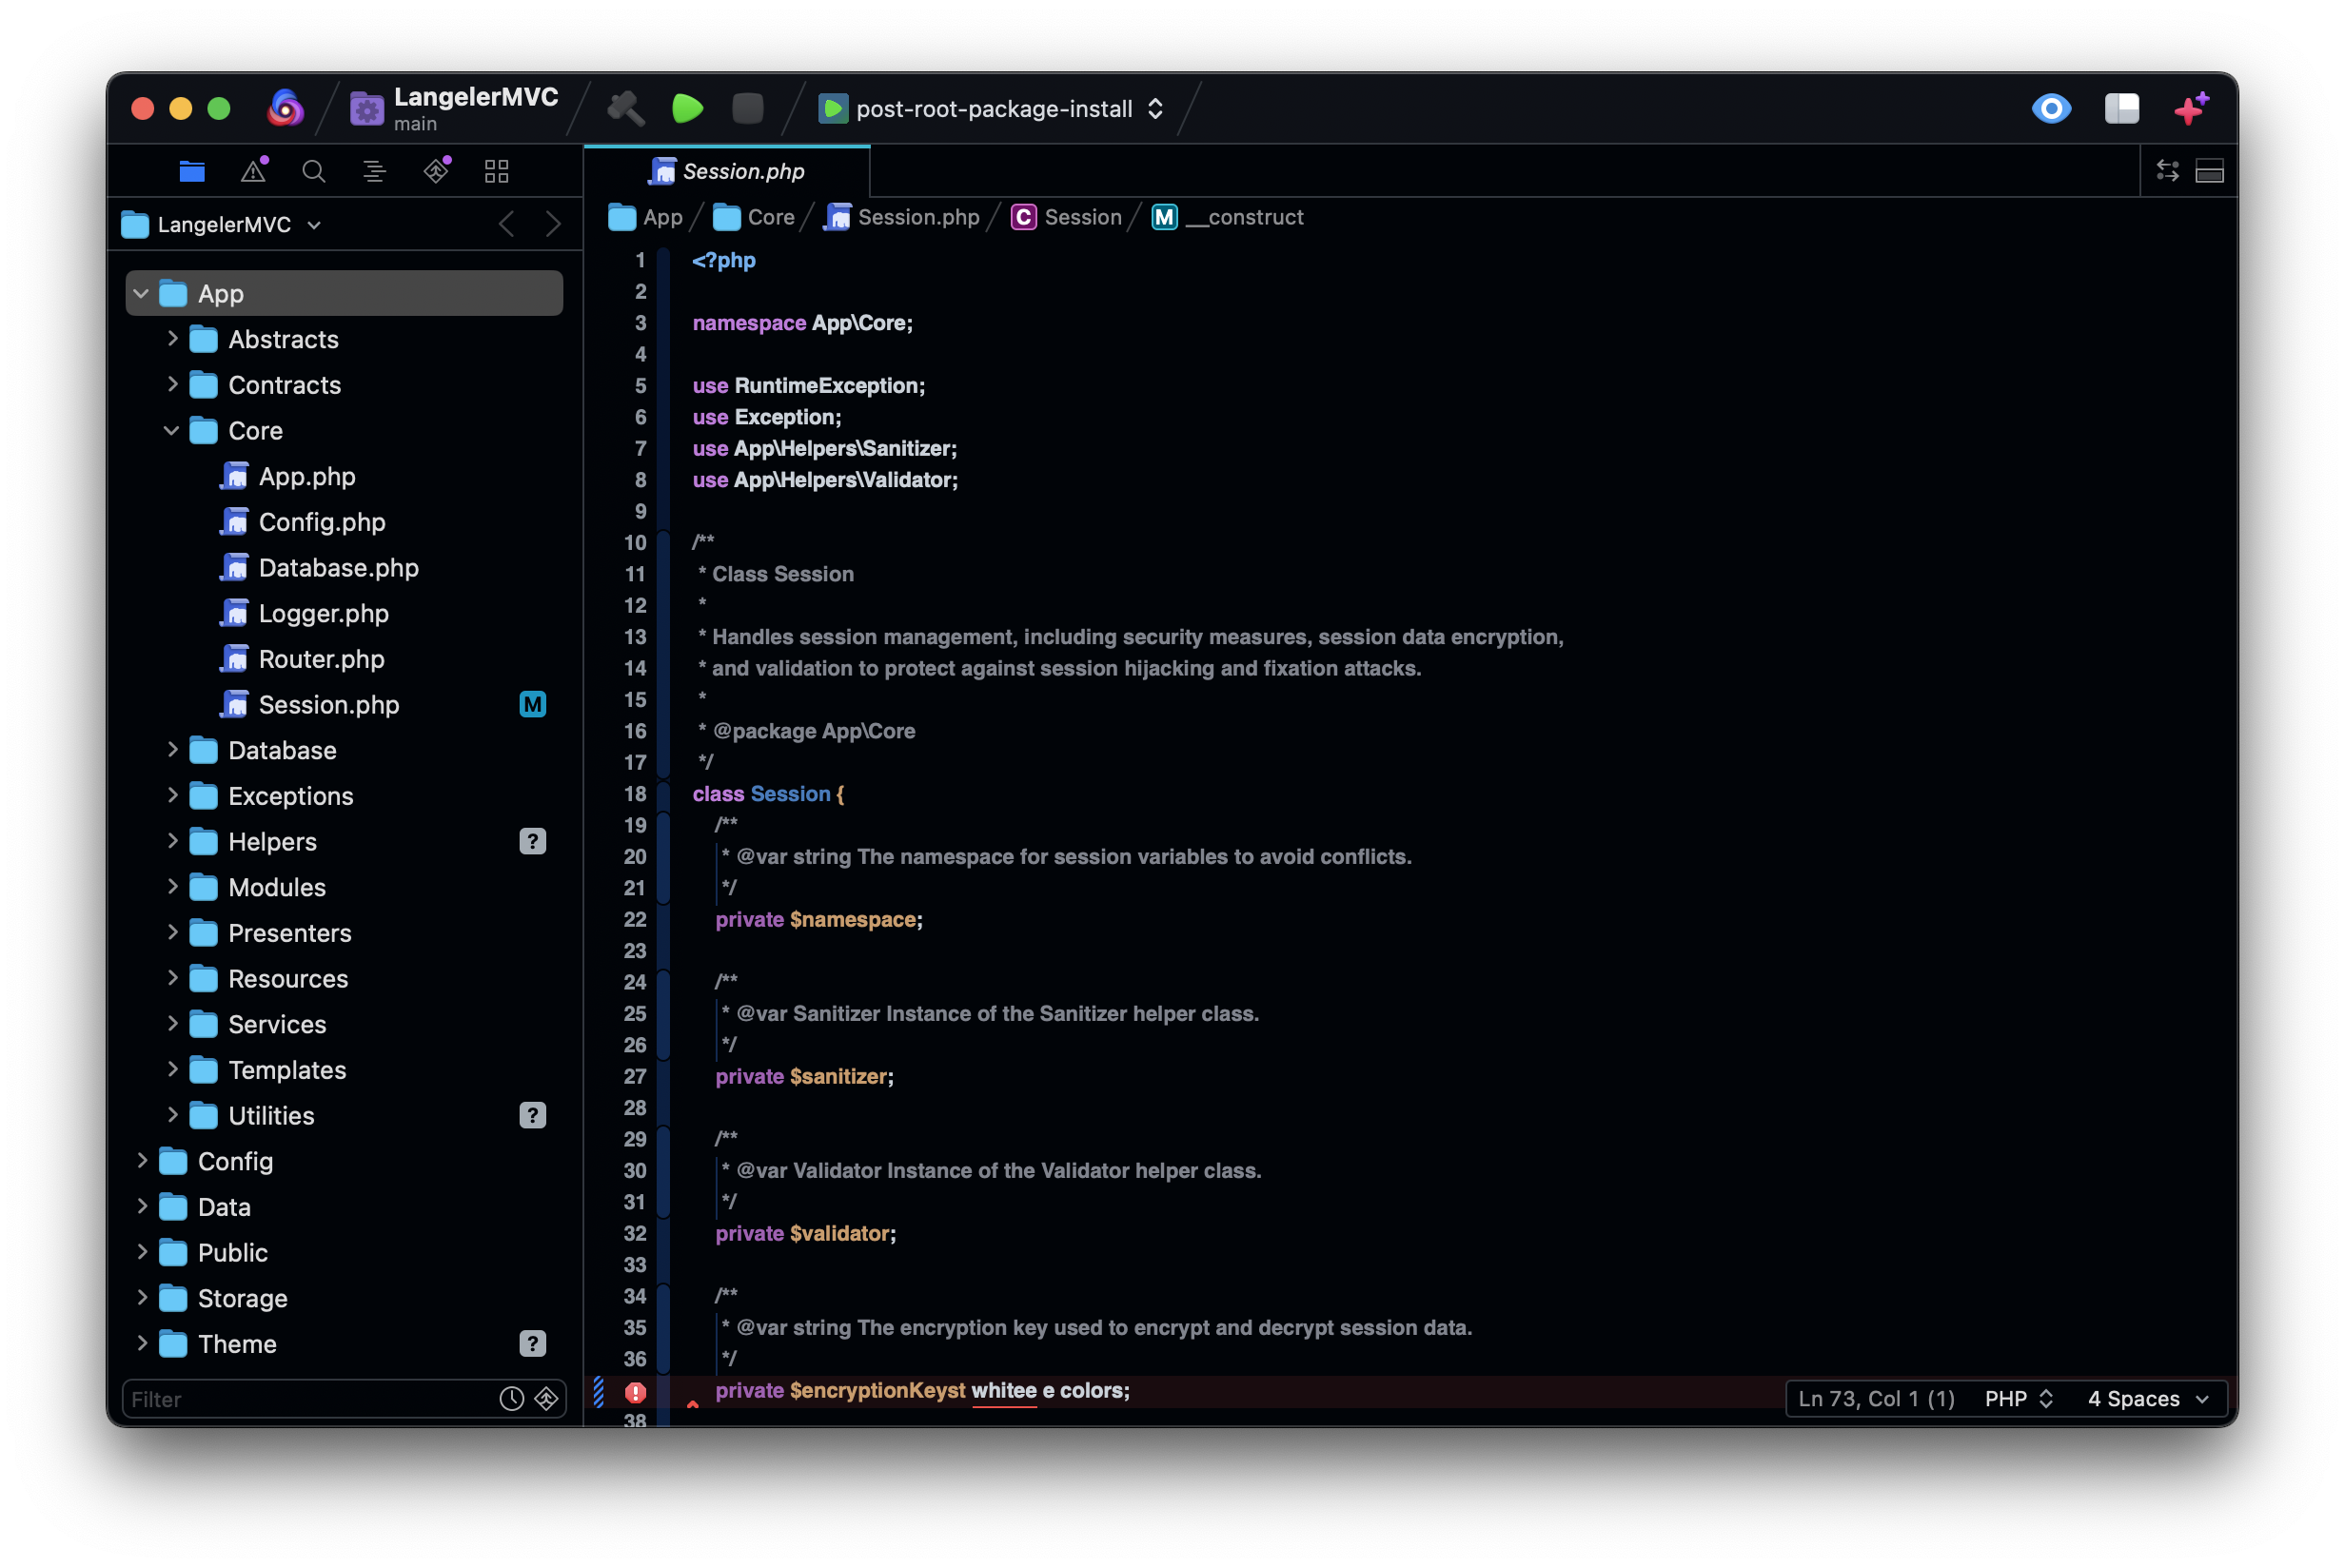 LangelerMVC
main
post-root-package-install
Session.php
LangelerMVC
App
Abstracts
Contracts
Core
App.php
Config.php
Database.php
Logger.php
Router.php
Session.php M
Database
Exceptions
Helpers ?
Modules
Presenters
Resources
Services
Templates
Utilities ?
Config
Data
Public
Storage
Theme ?
Filter
App Core Session.php C Session M __construct
1 <?php
2
3 namespace App\Core;
4
5 use RuntimeException;
6 use Exception;
7 use App\Helpers\Sanitizer;
8 use App\Helpers\Validator;
9
10 /**
11 * Class Session
12 *
13 * Handles session management, including security measures, session data encryption,
14 * and validation to protect against session hijacking and fixation attacks.
15 *
16 * @package App\Core
17 */
18 class Session {
19 /**
20 * @var string The namespace for session variables to avoid conflicts.
21 */
22 private $namespace;
23
24 /**
25 * @var Sanitizer Instance of the Sanitizer helper class.
26 */
27 private $sanitizer;
28
29 /**
30 * @var Validator Instance of the Validator helper class.
31 */
32 private $validator;
33
34 /**
35 * @var string The encryption key used to encrypt and decrypt session data.
36 */
private $encryptionKeyst whitee e colors;
38
Ln 73, Col 1 (1) PHP 4 Spaces